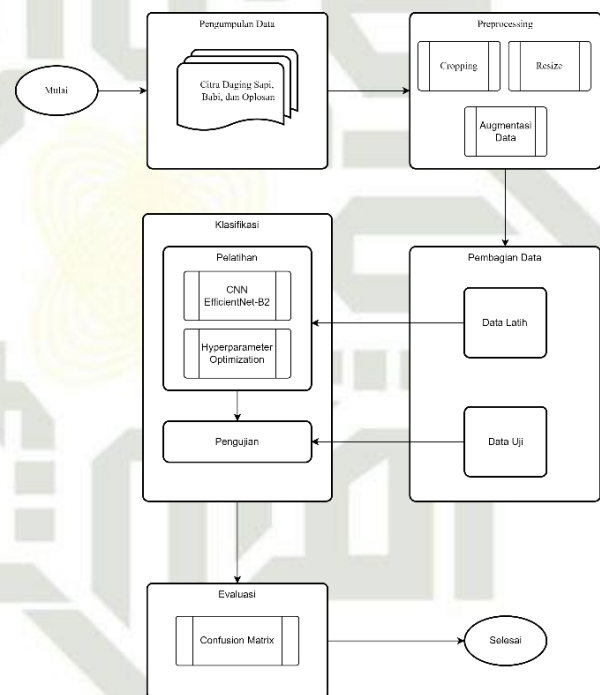 Pengumpulan Data
Preprocessing
Mulai
Citra Daging Sapi,
Babi, dan Oplosan
Cropping
Resize
Augmentasi
Data
Klasifikasi
Pelatihan
CNN
EfficientNet-B2
Hyperparameter
Optimization
Pengujian
Pembagian Data
Data Latih
Data Uji
Evaluasi
Confusion Matrix
Selesai